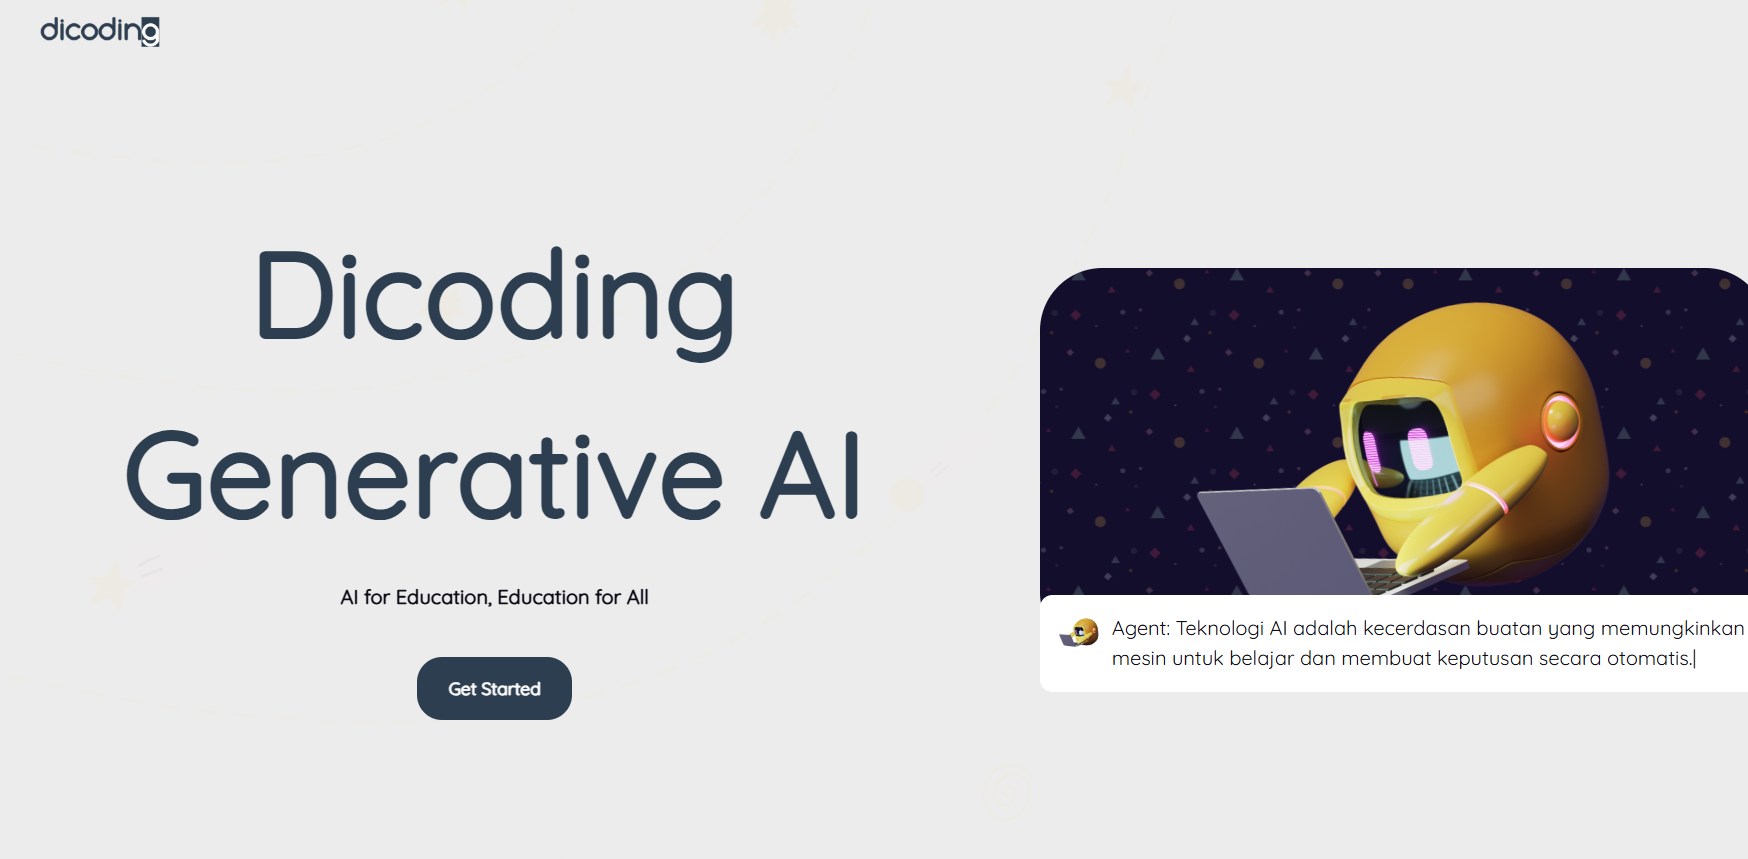 dicoding
Dicoding
Generative AI
AI for Education, Education for All
Get Started
Agent: Teknologi AI adalah kecerdasan buatan yang memungkinkan
mesin untuk belajar dan membuat keputusan secara otomatis.|